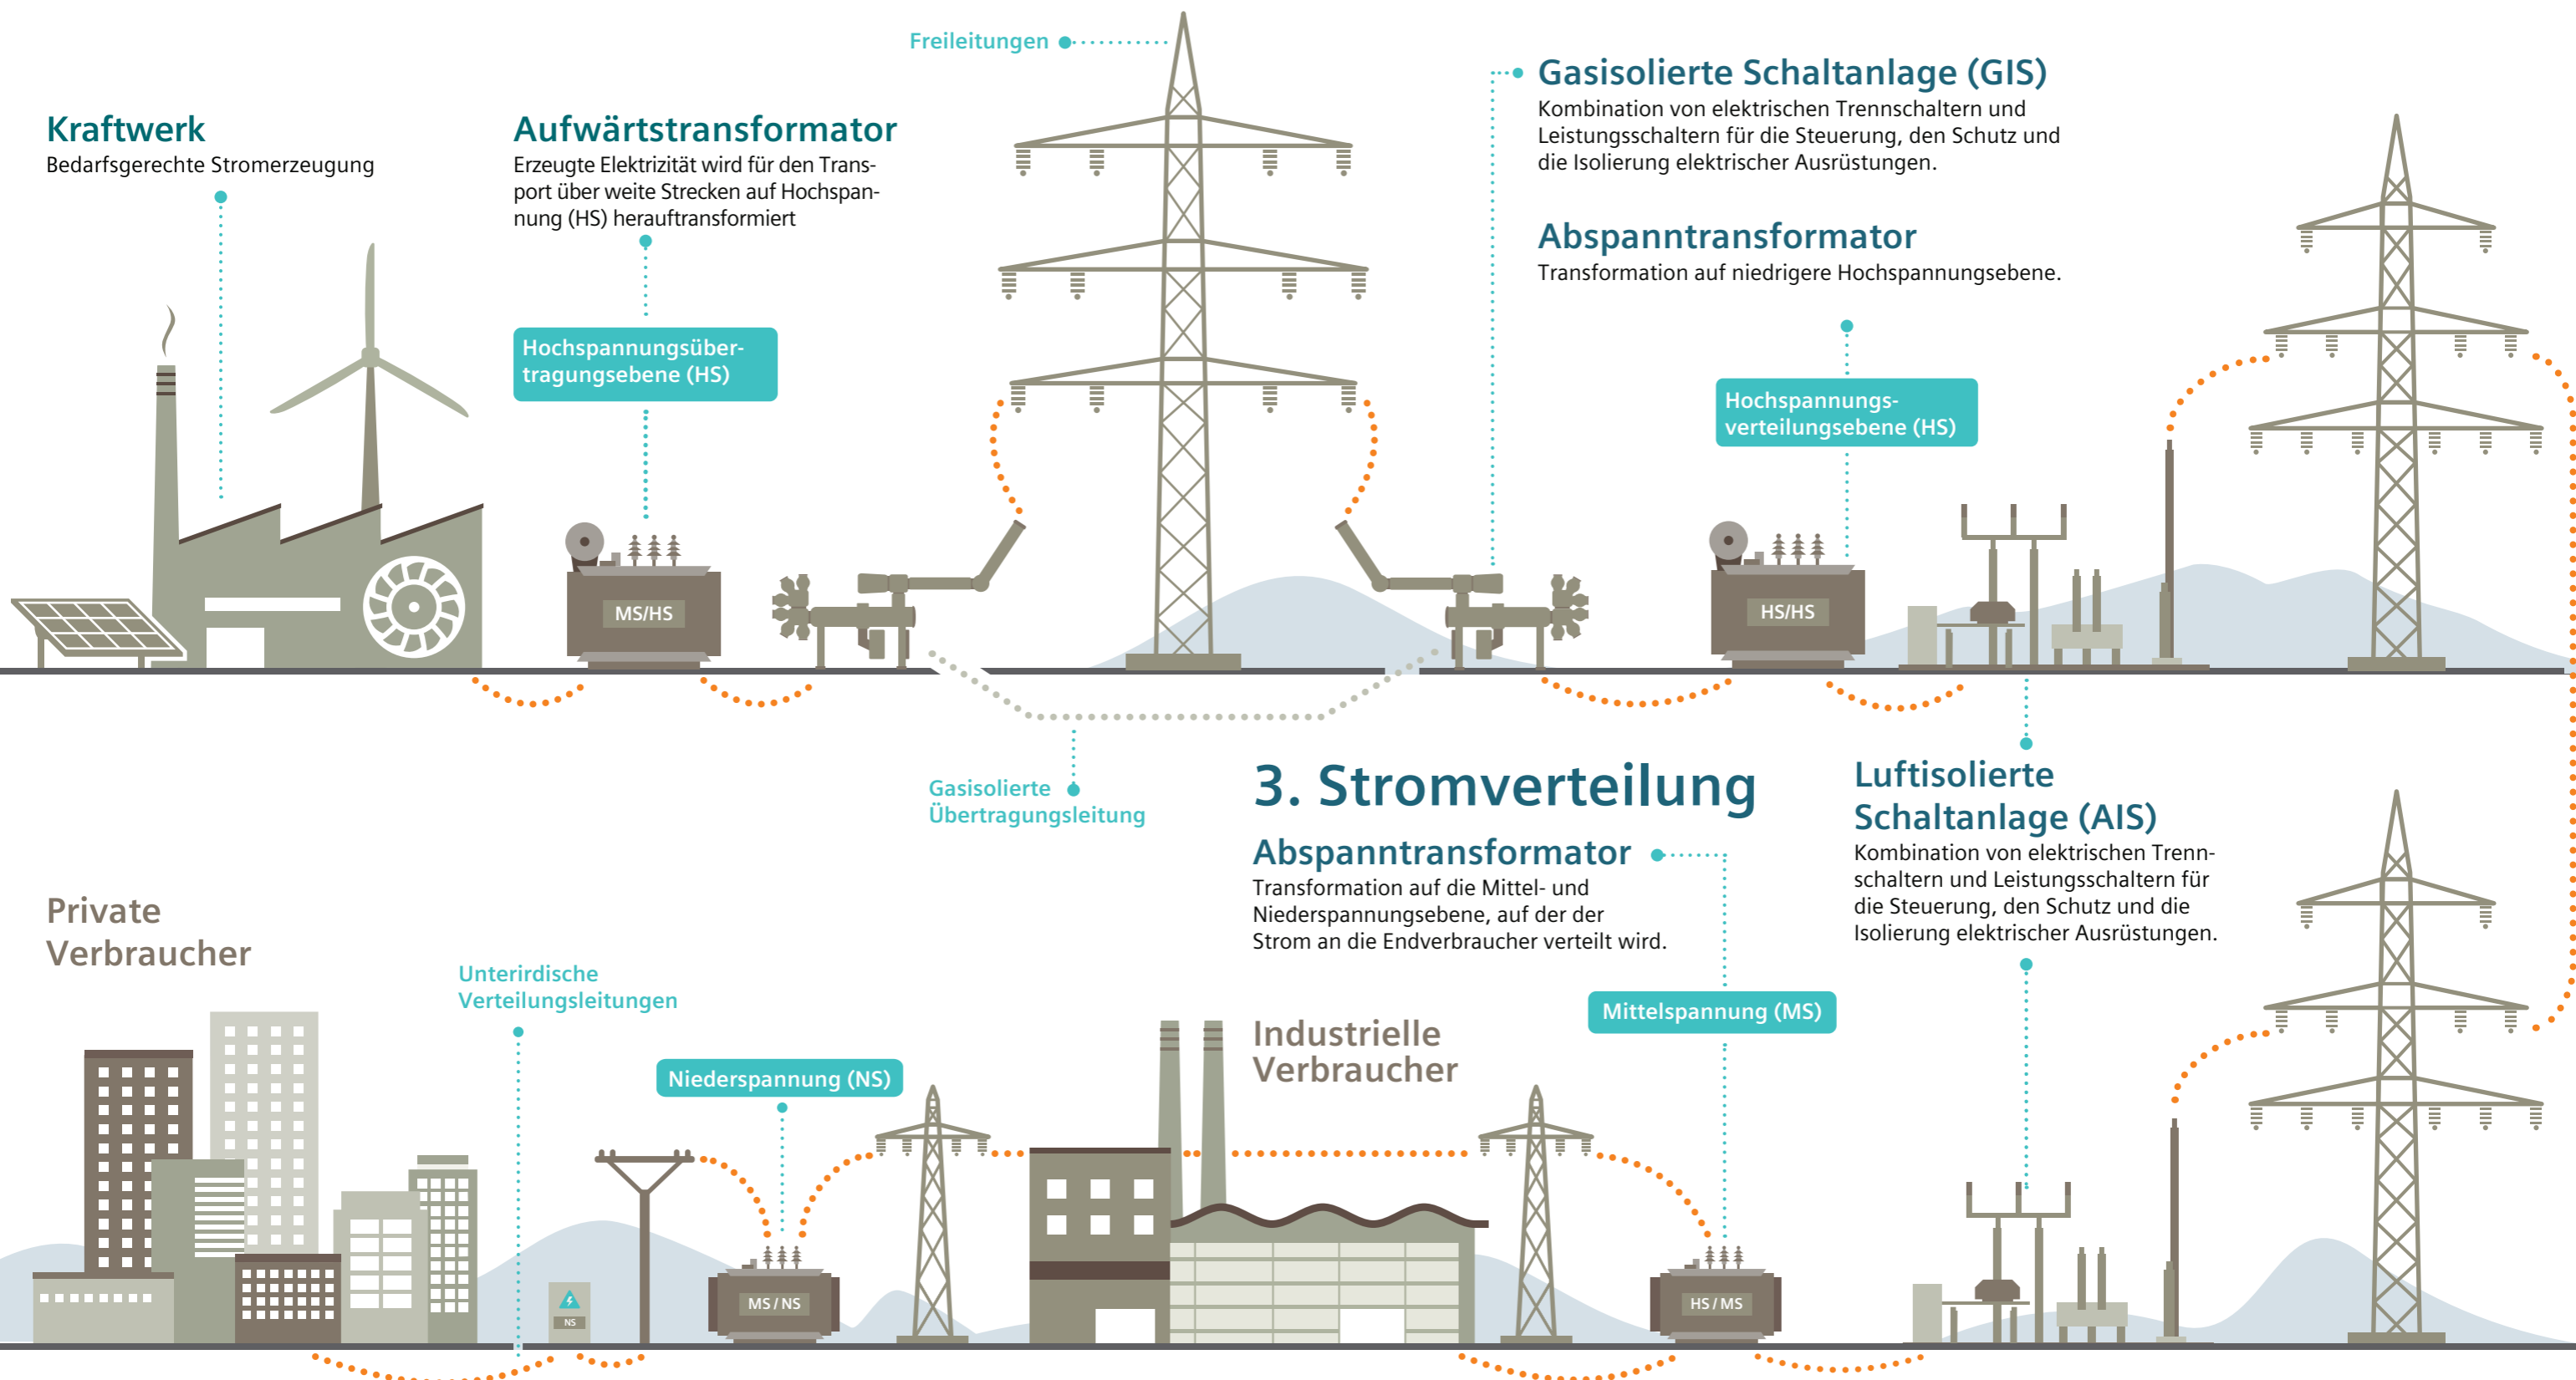 Freileitungen
Kraftwerk
Bedarfsgerechte Stromerzeugung
Aufwärtstransformator
Erzeugte Elektrizität wird für den Trans-
port über weite Strecken auf Hochspan-
nung (HS) herauftransformiert
Hochspannungsüber-
tragungsebene (HS)
Gasisolierte Schaltanlage (GIS)
Kombination von elektrischen Trennschaltern und
Leistungsschaltern für die Steuerung, den Schutz und
die Isolierung elektrischer Ausrüstungen.
Abspanntransformator
Transformation auf niedrigere Hochspannungsebene.
Hochspannungs-
verteilungsebene (HS)
MS/HS
HS/HS
Gasisolierte
Übertragungsleitung
3. Stromverteilung
Abspanntransformator
Transformation auf die Mittel- und
Niederspannungsebene, auf der der
Strom an die Endverbraucher verteilt wird.
Luftisolierte
Schaltanlage (AIS)
Kombination von elektrischen Trenn-
schaltern und Leistungsschaltern für
die Steuerung, den Schutz und die
Isolierung elektrischer Ausrüstungen.
Private
Verbraucher
Unterirdische
Verteilungsleitungen
Niederspannung (NS)
Industrielle
Verbraucher
Mittelspannung (MS)
NS
MS / NS
HS / MS